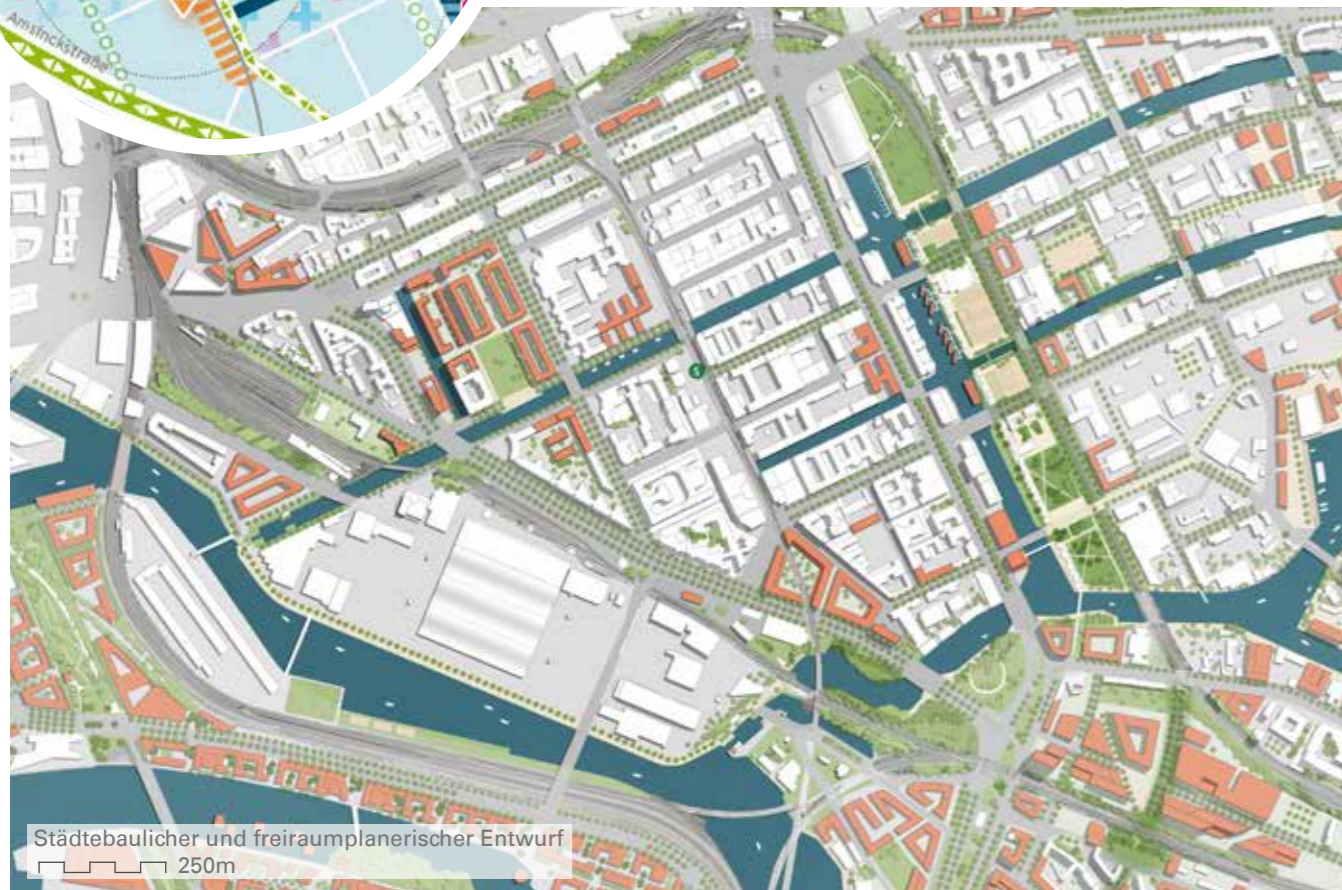 Amsinckstraße
Städtebaulicher und freiraumplanerischer Entwurf
250m